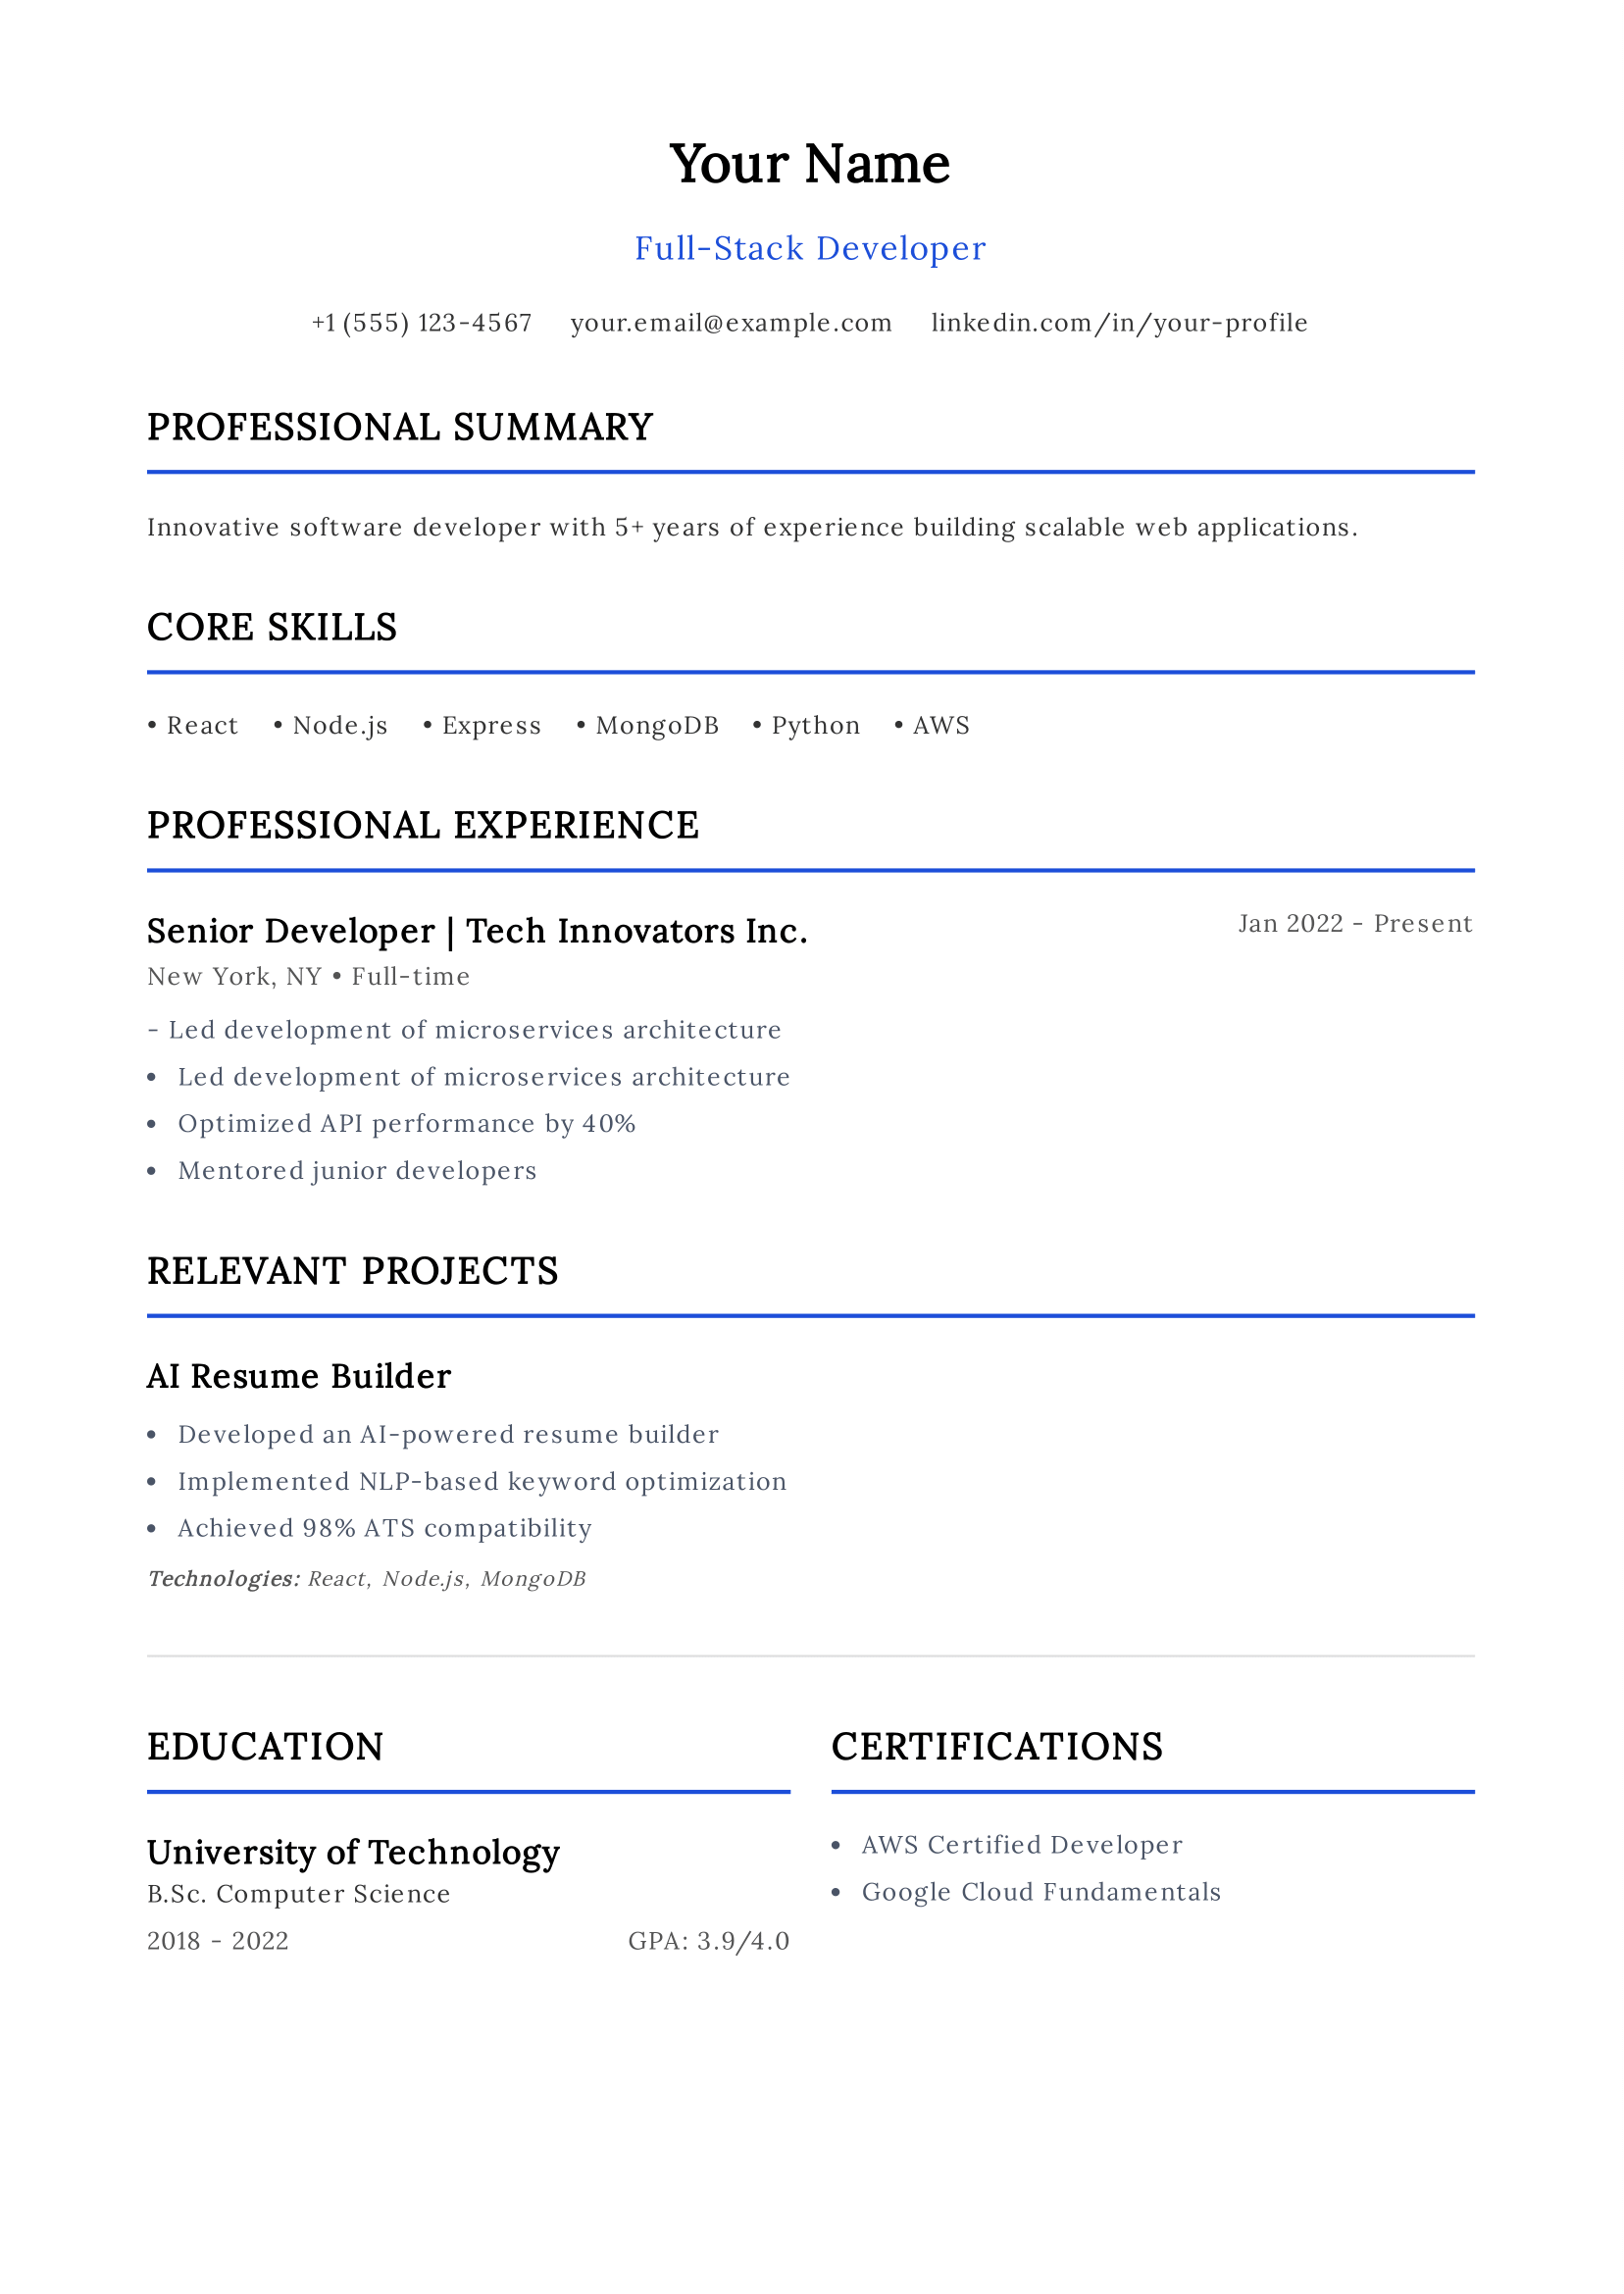 Your Name
Full-Stack Developer
+1 (555) 123-4567 your.email@example.com linkedin.com/in/your-profile
PROFESSIONAL SUMMARY
Innovative software developer with 5+ years of experience building scalable web applications.
CORE SKILLS
• React • Node.js • Express • MongoDB • Python • AWS
PROFESSIONAL EXPERIENCE
Senior Developer | Tech Innovators Inc. Jan 2022 - Present
New York, NY • Full-time
- Led development of microservices architecture
• Led development of microservices architecture
• Optimized API performance by 40%
• Mentored junior developers
RELEVANT PROJECTS
AI Resume Builder
• Developed an AI-powered resume builder
• Implemented NLP-based keyword optimization
• Achieved 98% ATS compatibility
Technologies: React, Node.js, MongoDB
EDUCATION
University of Technology
B.Sc. Computer Science
2018 - 2022 GPA: 3.9/4.0
CERTIFICATIONS
• AWS Certified Developer
• Google Cloud Fundamentals